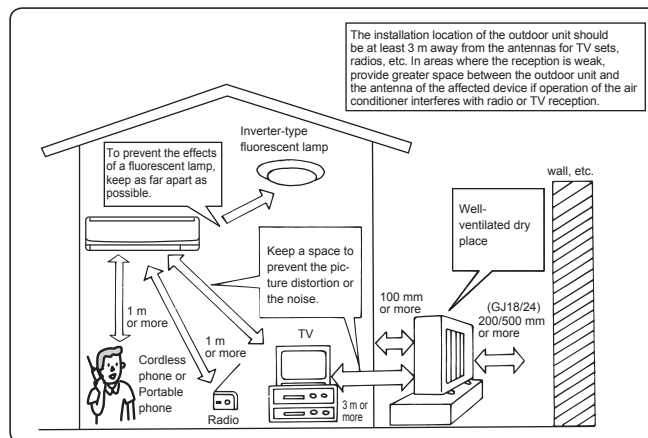 The installation location of the outdoor unit should
be at least 3 m away from the antennas for TV sets,
radios, etc. In areas where the reception is weak,
provide greater space between the outdoor unit and
the antenna of the affected device if operation of the air
conditioner interferes with radio or TV reception.
Inverter-type
fluorescent lamp
To prevent the effects
of a fluorescent lamp,
keep as far apart as
possible.
wall, etc.
Well-
ventilated dry
place
Keep a space to
prevent the pic-
ture distortion or
the noise.
100 mm
or more
(GJ18/24)
200/500 mm
or more
1 m
or more
1 m
or more
TV
Cordless
phone or
Portable
phone
Radio
3 m or
more